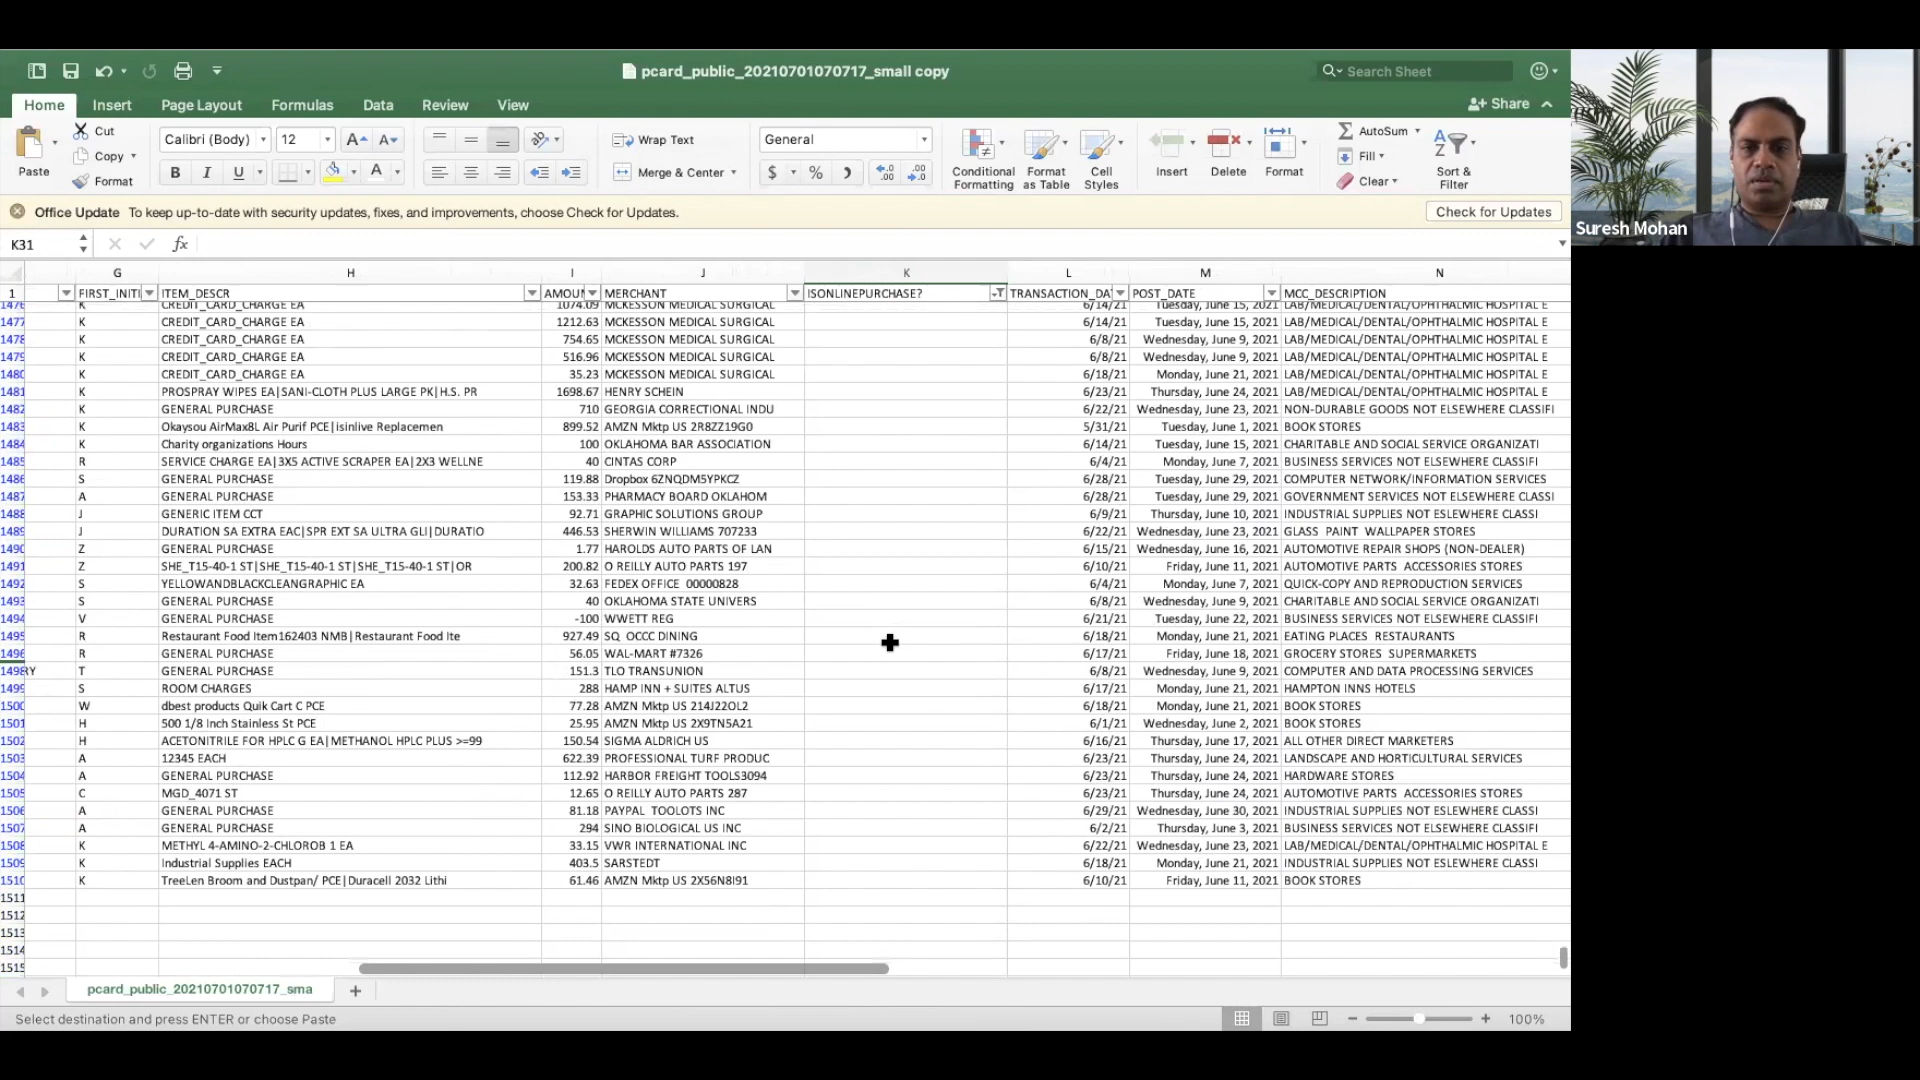 pcard_public_20210701070717_small copy
Search Sheet
Home Insert Page Layout Formulas Data Review View
Share
Paste
Cut
Copy
Format
Calibri (Body) 12
B I U
Wrap Text
Merge & Center
General
$ % )
Conditional Formatting
Format as Table
Cell Styles
Insert
Delete
Format
AutoSum
Fill
Clear
Sort & Filter
Office Update To keep up-to-date with security updates, fixes, and improvements, choose Check for Updates.
Check for Updates
Suresh Mohan
K31 fx
G H I J K L M N
1 FIRST_INITI ITEM_DESCR AMOUN MERCHANT ISONLINEPURCHASE? TRANSACTION_DA POST_DATE MCC_DESCRIPTION
1476 K CREDIT_CARD_CHARGE EA 1074.09 MCKESSON MEDICAL SURGICAL 6/14/21 Tuesday, June 15, 2021 LAB/MEDICAL/DENTAL/OPHTHALMIC HOSPITAL E
1477 K CREDIT_CARD_CHARGE EA 1212.63 MCKESSON MEDICAL SURGICAL 6/14/21 Tuesday, June 15, 2021 LAB/MEDICAL/DENTAL/OPHTHALMIC HOSPITAL E
1478 K CREDIT_CARD_CHARGE EA 754.65 MCKESSON MEDICAL SURGICAL 6/8/21 Wednesday, June 9, 2021 LAB/MEDICAL/DENTAL/OPHTHALMIC HOSPITAL E
1479 K CREDIT_CARD_CHARGE EA 516.96 MCKESSON MEDICAL SURGICAL 6/8/21 Wednesday, June 9, 2021 LAB/MEDICAL/DENTAL/OPHTHALMIC HOSPITAL E
1480 K CREDIT_CARD_CHARGE EA 35.23 MCKESSON MEDICAL SURGICAL 6/18/21 Monday, June 21, 2021 LAB/MEDICAL/DENTAL/OPHTHALMIC HOSPITAL E
1481 K PROSPRAY WIPES EA|SANI-CLOTH PLUS LARGE PK|H.S. PR 1698.67 HENRY SCHEIN 6/23/21 Thursday, June 24, 2021 LAB/MEDICAL/DENTAL/OPHTHALMIC HOSPITAL E
1482 K GENERAL PURCHASE 710 GEORGIA CORRECTIONAL INDU 6/22/21 Wednesday, June 23, 2021 NON-DURABLE GOODS NOT ELSEWHERE CLASSIFI
1483 K Okaysou AirMax8L Air Purif PCE|isinlive Replacemen 899.52 AMZN Mktp US 2R8ZZ19G0 5/31/21 Tuesday, June 1, 2021 BOOK STORES
1484 K Charity organizations Hours 100 OKLAHOMA BAR ASSOCIATION 6/14/21 Tuesday, June 15, 2021 CHARITABLE AND SOCIAL SERVICE ORGANIZATI
1485 R SERVICE CHARGE EA|3X5 ACTIVE SCRAPER EA|2X3 WELLNE 40 CINTAS CORP 6/4/21 Monday, June 7, 2021 BUSINESS SERVICES NOT ELSEWHERE CLASSIFI
1486 S GENERAL PURCHASE 119.88 Dropbox 6ZNQDM5YPKCZ 6/28/21 Tuesday, June 29, 2021 COMPUTER NETWORK/INFORMATION SERVICES
1487 A GENERAL PURCHASE 153.33 PHARMACY BOARD OKLAHOM 6/28/21 Tuesday, June 29, 2021 GOVERNMENT SERVICES NOT ELSEWHERE CLASSI
1488 J GENERIC ITEM CCT 92.71 GRAPHIC SOLUTIONS GROUP 6/9/21 Thursday, June 10, 2021 INDUSTRIAL SUPPLIES NOT ESLEWHERE CLASSI
1489 J DURATION SA EXTRA EAC|SPR EXT SA ULTRA GLI|DURATIO 446.53 SHERWIN WILLIAMS 707233 6/22/21 Wednesday, June 23, 2021 GLASS PAINT WALLPAPER STORES
1490 Z GENERAL PURCHASE 1.77 HAROLDS AUTO PARTS OF LAN 6/15/21 Wednesday, June 16, 2021 AUTOMOTIVE REPAIR SHOPS (NON-DEALER)
1491 Z SHE_T15-40-1 ST|SHE_T15-40-1 ST|SHE_T15-40-1 ST|OR 200.82 O REILLY AUTO PARTS 197 6/10/21 Friday, June 11, 2021 AUTOMOTIVE PARTS ACCESSORIES STORES
1492 S YELLOWANDBLACKCLEANGRAPHIC EA 32.63 FEDEX OFFICE 00000828 6/4/21 Monday, June 7, 2021 QUICK-COPY AND REPRODUCTION SERVICES
1493 S GENERAL PURCHASE 40 OKLAHOMA STATE UNIVERS 6/8/21 Wednesday, June 9, 2021 CHARITABLE AND SOCIAL SERVICE ORGANIZATI
1494 V GENERAL PURCHASE -100 WWETT REG 6/21/21 Tuesday, June 22, 2021 BUSINESS SERVICES NOT ELSEWHERE CLASSIFI
1495 R Restaurant Food Item162403 NMB|Restaurant Food Ite 927.49 SQ OCCC DINING 6/18/21 Monday, June 21, 2021 EATING PLACES RESTAURANTS
1496 R GENERAL PURCHASE 56.05 WAL-MART #7326 6/17/21 Friday, June 18, 2021 GROCERY STORES SUPERMARKETS
1498 RY T GENERAL PURCHASE 151.3 TLO TRANSUNION 6/8/21 Wednesday, June 9, 2021 COMPUTER AND DATA PROCESSING SERVICES
1499 S ROOM CHARGES 288 HAMP INN + SUITES ALTUS 6/17/21 Monday, June 21, 2021 HAMPTON INNS HOTELS
1500 W dbest products Quik Cart C PCE 77.28 AMZN Mktp US 214J22OL2 6/18/21 Monday, June 21, 2021 BOOK STORES
1501 H 500 1/8 Inch Stainless St PCE 25.95 AMZN Mktp US 2X9TN5A21 6/1/21 Wednesday, June 2, 2021 BOOK STORES
1502 H ACETONITRILE FOR HPLC G EA|METHANOL HPLC PLUS >=99 150.54 SIGMA ALDRICH US 6/16/21 Thursday, June 17, 2021 ALL OTHER DIRECT MARKETERS
1503 A 12345 EACH 622.39 PROFESSIONAL TURF PRODUC 6/23/21 Thursday, June 24, 2021 LANDSCAPE AND HORTICULTURAL SERVICES
1504 A GENERAL PURCHASE 112.92 HARBOR FREIGHT TOOLS3094 6/23/21 Thursday, June 24, 2021 HARDWARE STORES
1505 C MGD_4071 ST 12.65 O REILLY AUTO PARTS 287 6/23/21 Thursday, June 24, 2021 AUTOMOTIVE PARTS ACCESSORIES STORES
1506 A GENERAL PURCHASE 81.18 PAYPAL TOOLOTS INC 6/29/21 Wednesday, June 30, 2021 INDUSTRIAL SUPPLIES NOT ESLEWHERE CLASSI
1507 A GENERAL PURCHASE 294 SINO BIOLOGICAL US INC 6/2/21 Thursday, June 3, 2021 BUSINESS SERVICES NOT ELSEWHERE CLASSIFI
1508 K METHYL 4-AMINO-2-CHLOROB 1 EA 33.15 VWR INTERNATIONAL INC 6/22/21 Wednesday, June 23, 2021 LAB/MEDICAL/DENTAL/OPHTHALMIC HOSPITAL E
1509 K Industrial Supplies EACH 403.5 SARSTEDT 6/18/21 Monday, June 21, 2021 INDUSTRIAL SUPPLIES NOT ESLEWHERE CLASSI
1510 K TreeLen Broom and Dustpan/ PCE|Duracell 2032 Lithi 61.46 AMZN Mktp US 2X56N8I91 6/10/21 Friday, June 11, 2021 BOOK STORES
1511
1512
1513
1514
1515
pcard_public_20210701070717_sma
Select destination and press ENTER or choose Paste
100%